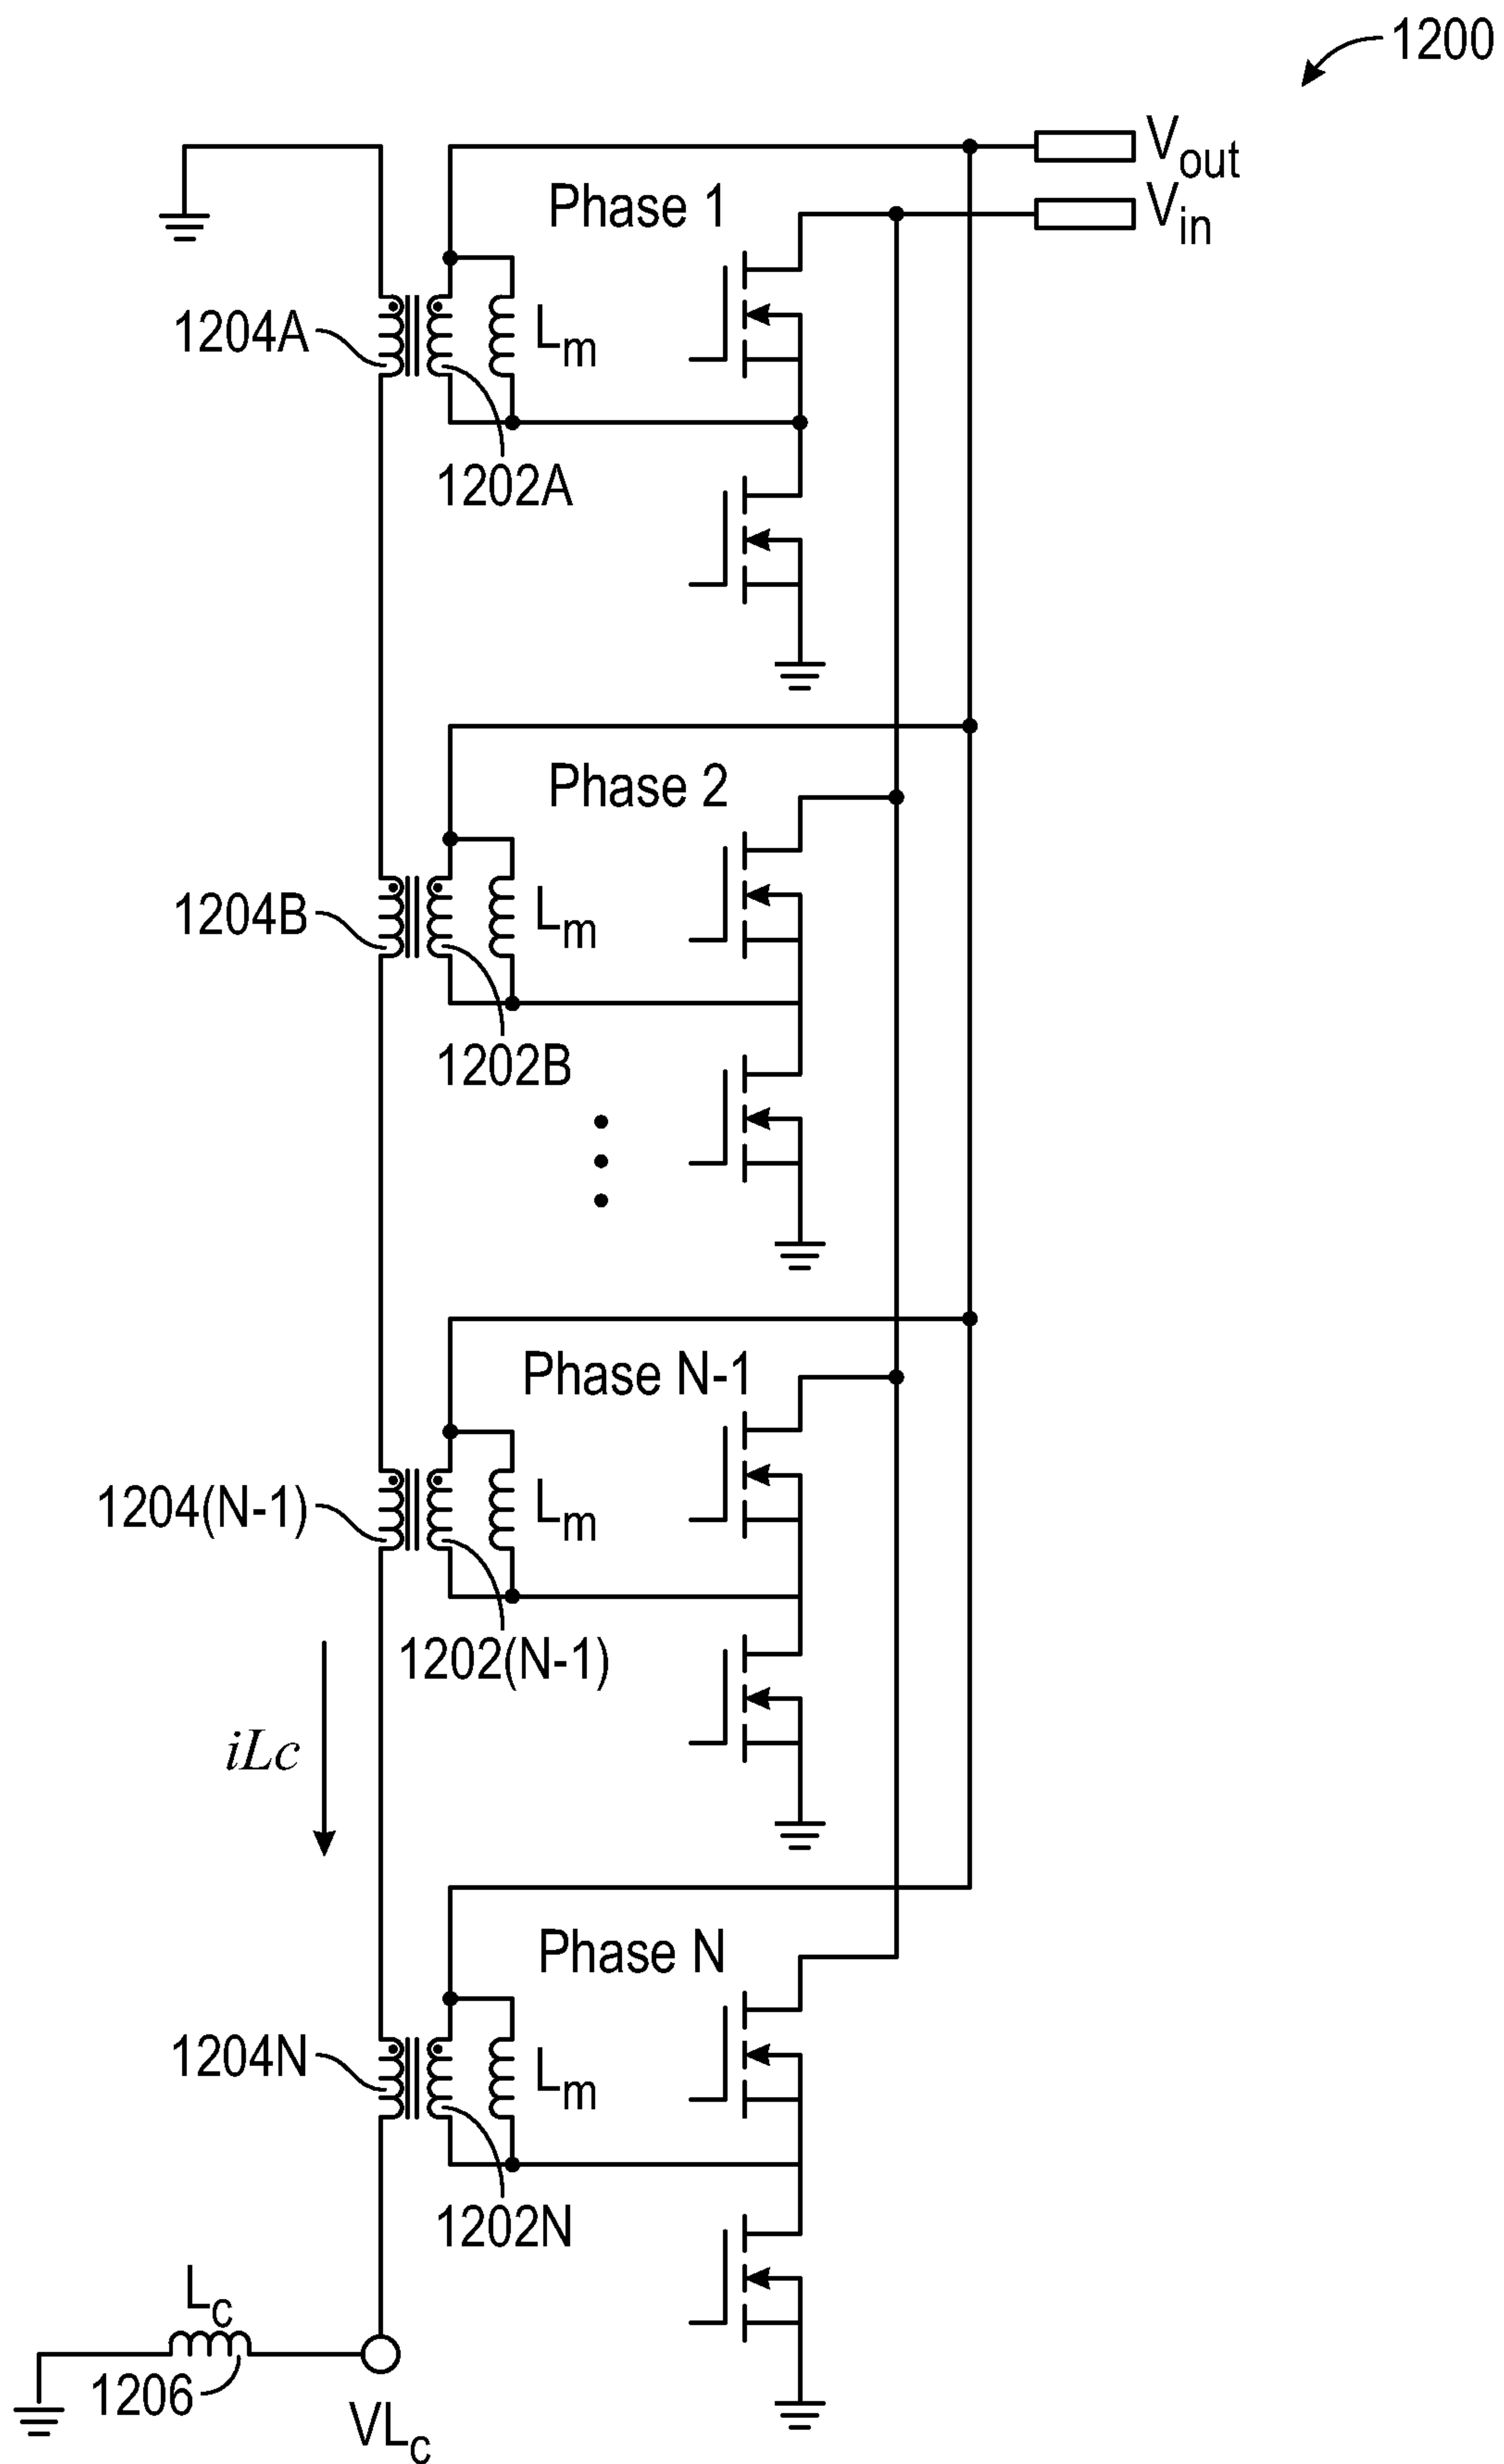 1200
Vout
Vin
Phase 1
1204A
Lm
1202A
Phase 2
1204B
Lm
1202B
Phase N-1
1204(N-1)
Lm
1202(N-1)
iLc
Phase N
1204N
Lm
1202N
Lc
1206
VLc